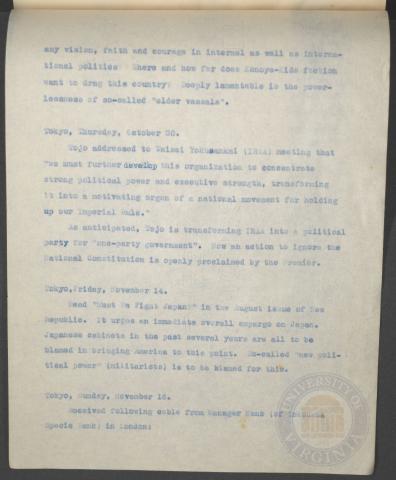 any vision, faith and courage in internal as well as interna-
tional politics! Where and how far does Konoye-Kido faction
want to drag this country? Deeply lamentable is the power-
lessness of so-called "elder vassals".
Tokyo, Thursday, October 30.
Tojo addressed to Taisei Yokusankai (IRAA) meeting that
"we must further develop this organization to concentrate
strong political power and executive strength, transforming
it into a motivating organ of a national movement for holding
up our Imperial Rule."
As anticipated, Tojo is transforming IRAA into a political
party for "one-party government". Now an action to ignore the
National Constitution is openly proclaimed by the Premier.
Tokyo, Friday, November 14.
Read "Must We Fight Japan?" in the August issue of New
Republic. It urges an immediate overall embargo on Japan.
Japanese cabinets in the past several years are all to be
blamed in bringing America to this point. So-called "new poli-
tical power" (militarists) is to be blamed for this.
Tokyo, Sunday, November 16.
Received following cable from Manager Kano (of
Specie Bank) in London:
UNIVERSITY OF VIRGINIA